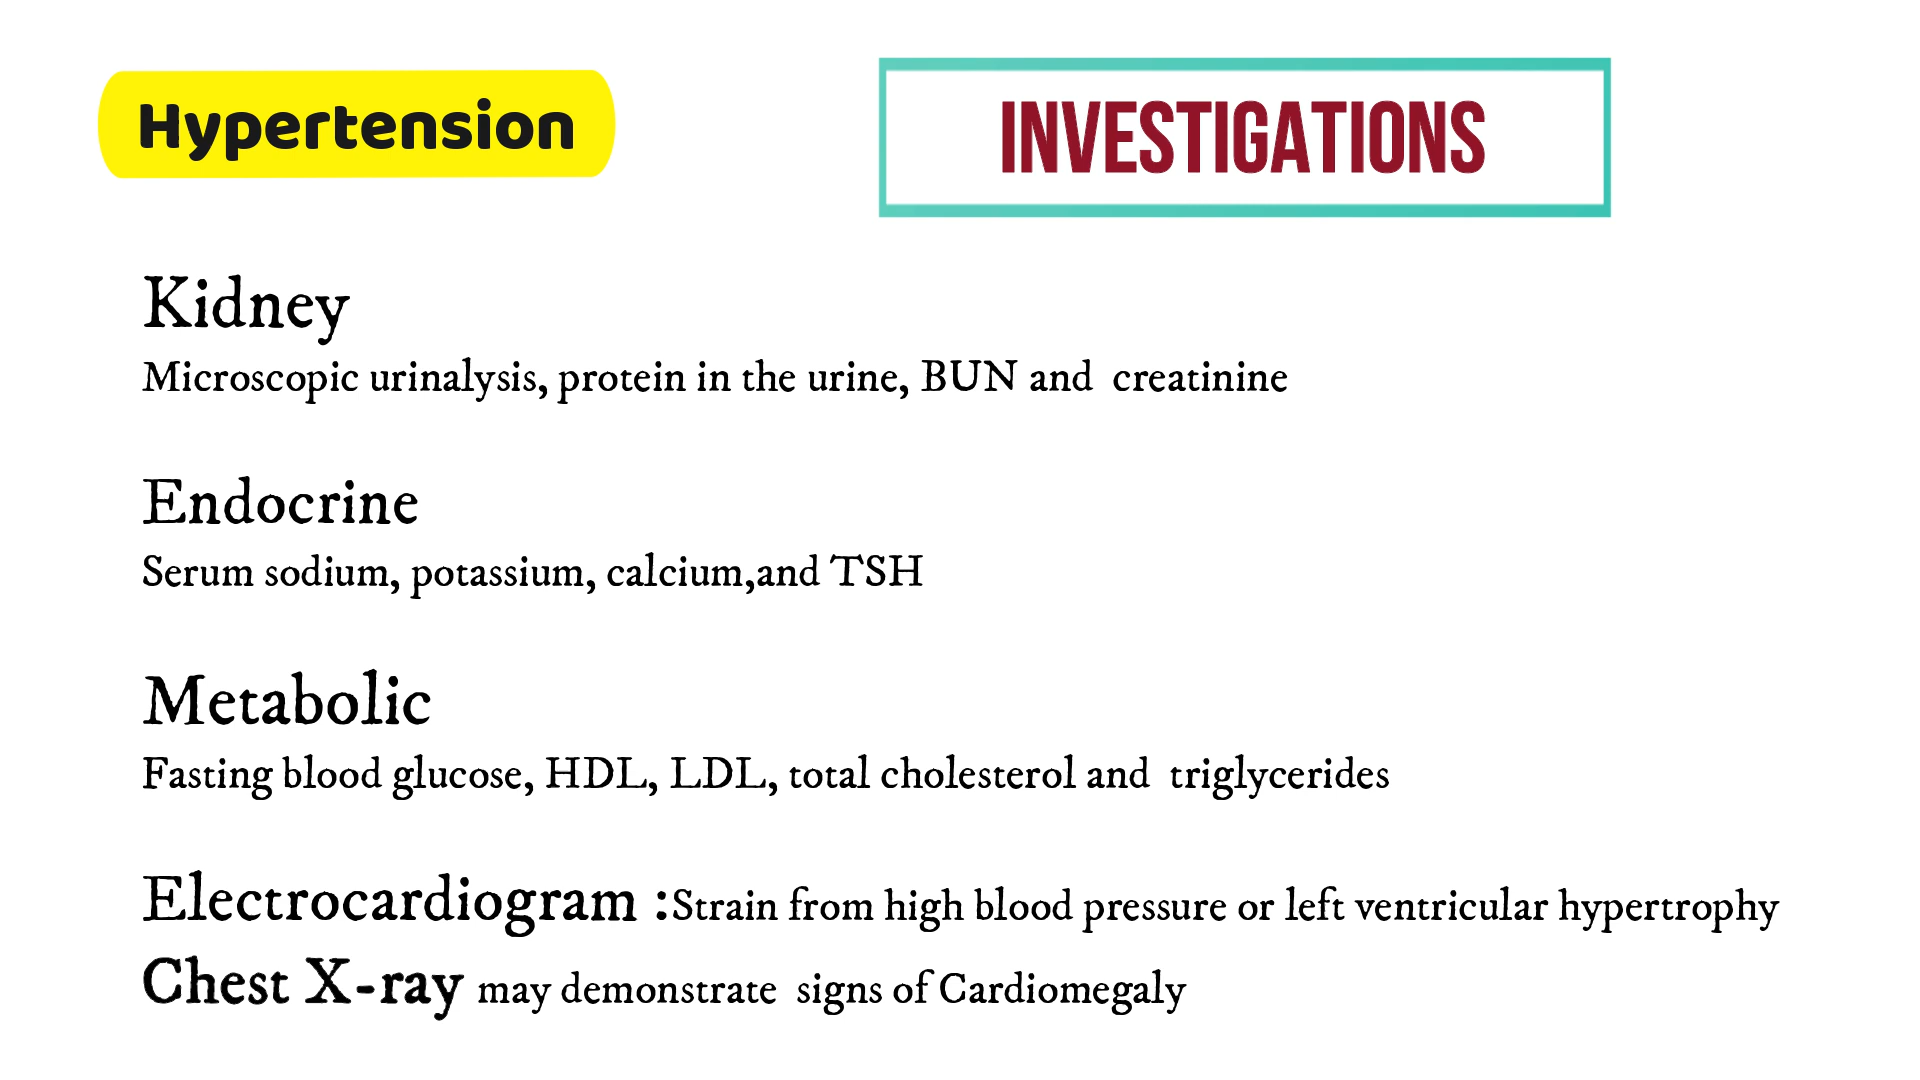 Hypertension
INVESTIGATIONS
Kidney
Microscopic urinalysis, protein in the urine, BUN and creatinine
Endocrine
Serum sodium, potassium, calcium,and TSH
Metabolic
Fasting blood glucose, HDL, LDL, total cholesterol and triglycerides
Electrocardiogram :Strain from high blood pressure or left ventricular hypertrophy
Chest X-ray may demonstrate signs of Cardiomegaly